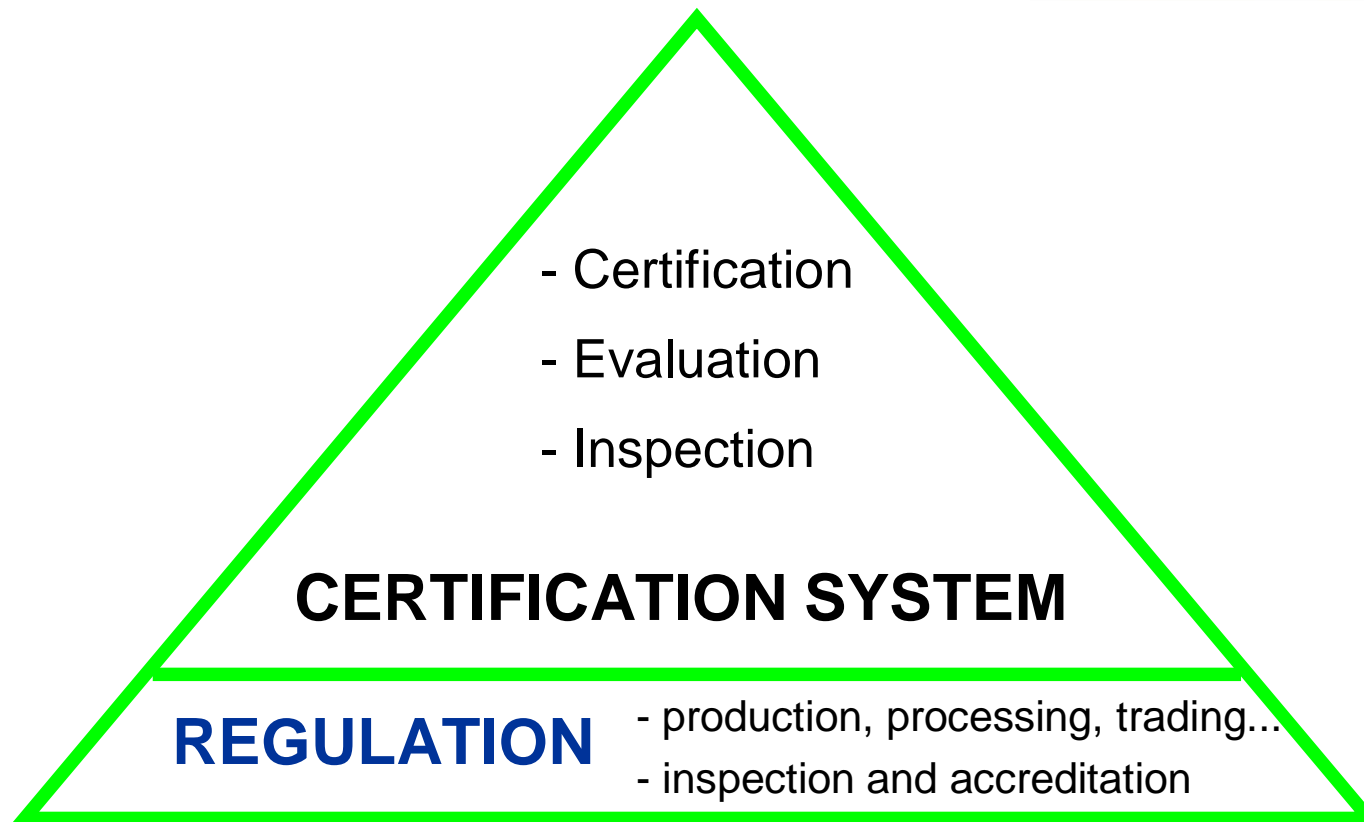 - Certification
- Evaluation
- Inspection
CERTIFICATION SYSTEM
REGULATION
- production, processing, trading...
- inspection and accreditation